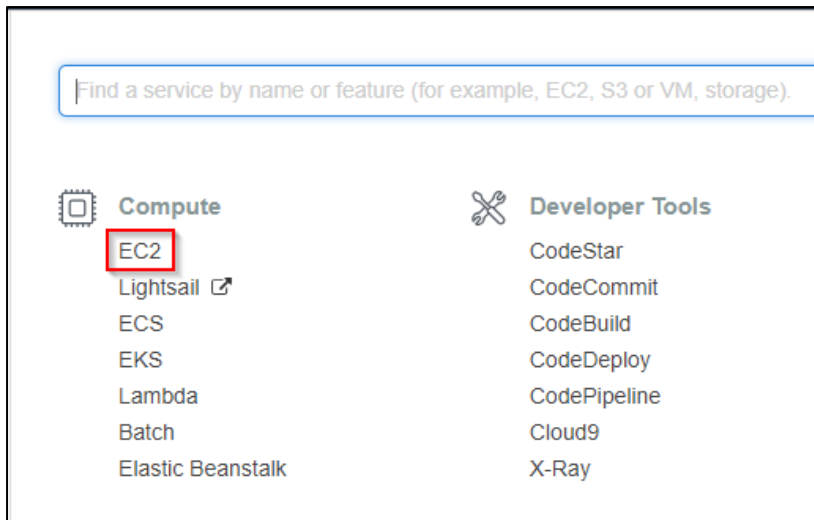 Find a service by name or feature (for example, EC2, S3 or VM, storage).
Compute
EC2
Lightsail
ECS
EKS
Lambda
Batch
Elastic Beanstalk
Developer Tools
CodeStar
CodeCommit
CodeBuild
CodeDeploy
CodePipeline
Cloud9
X-Ray